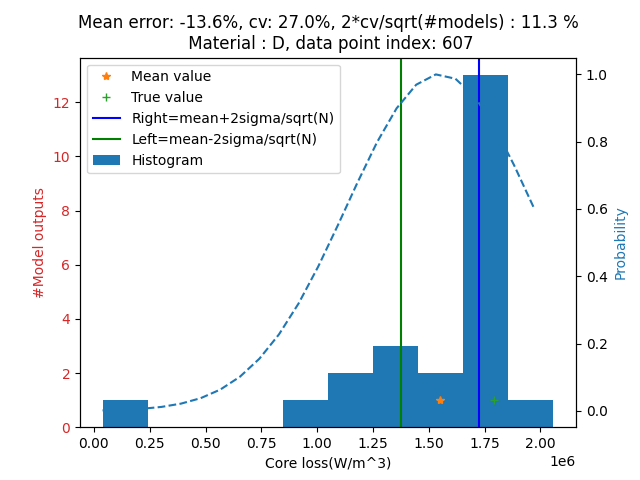 Mean error: -13.6%, cv: 27.0%, 2*cv/sqrt(#models) : 11.3 %
Material : D, data point index: 607
Mean value
True value
Right=mean+2sigma/sqrt(N)
Left=mean-2sigma/sqrt(N)
Histogram
#Model outputs
12
10
8
6
4
2
0
Probability
1.0
0.8
0.6
0.4
0.2
0.0
0.00 0.25 0.50 0.75 1.00 1.25 1.50 1.75 2.00
1e6
Core loss(W/m^3)